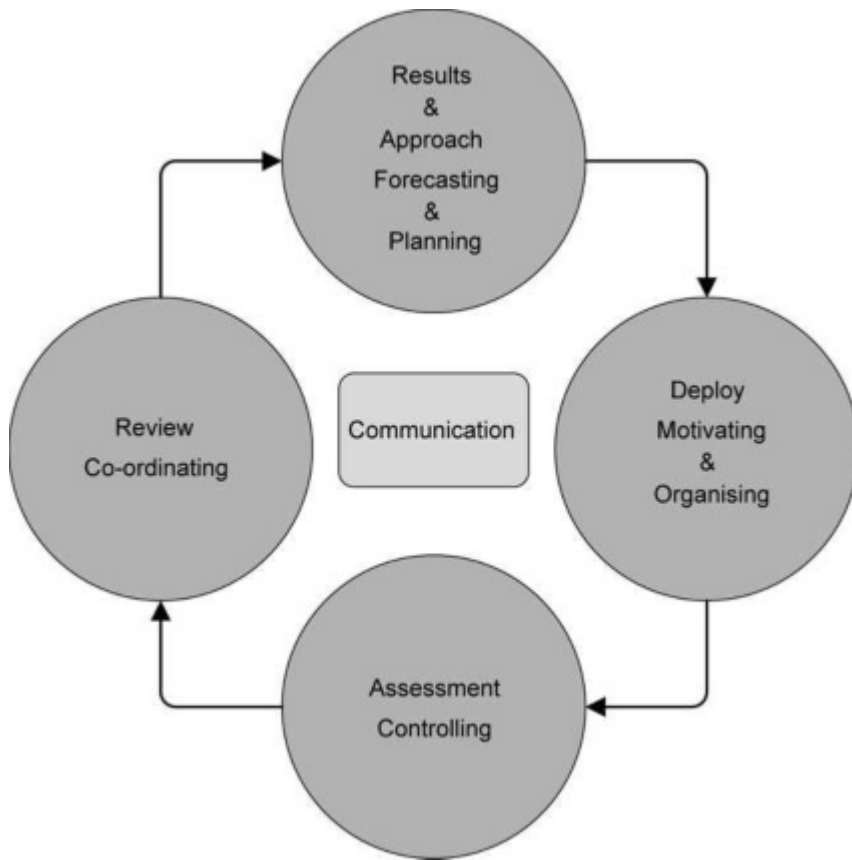 Results
&
Approach
Forecasting
&
Planning
Deploy
Motivating
&
Organising
Communication
Review
Co-ordinating
Assessment
Controlling